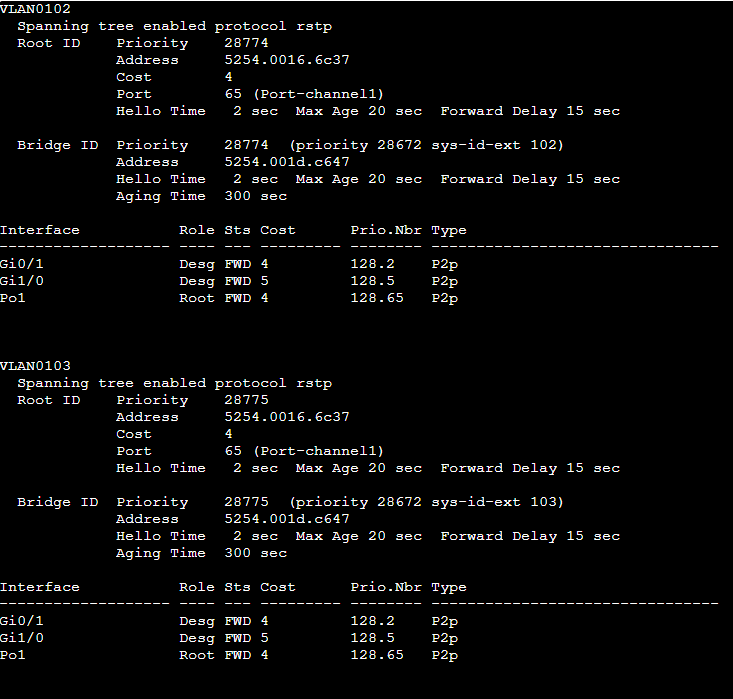 VLAN0102
  Spanning tree enabled protocol rstp
  Root ID    Priority    28774
             Address     5254.0016.6c37
             Cost        4
             Port        65 (Port-channel1)
             Hello Time   2 sec  Max Age 20 sec  Forward Delay 15 sec

  Bridge ID  Priority    28774  (priority 28672 sys-id-ext 102)
             Address     5254.001d.c647
             Hello Time   2 sec  Max Age 20 sec  Forward Delay 15 sec
             Aging Time  300 sec

Interface           Role Sts Cost      Prio.Nbr Type
------------------- ---- --- --------- -------- --------------------------------
Gi0/1               Desg FWD 4         128.2    P2p
Gi1/0               Desg FWD 5         128.5    P2p
Po1                 Root FWD 4         128.65   P2p

VLAN0103
  Spanning tree enabled protocol rstp
  Root ID    Priority    28775
             Address     5254.0016.6c37
             Cost        4
             Port        65 (Port-channel1)
             Hello Time   2 sec  Max Age 20 sec  Forward Delay 15 sec

  Bridge ID  Priority    28775  (priority 28672 sys-id-ext 103)
             Address     5254.001d.c647
             Hello Time   2 sec  Max Age 20 sec  Forward Delay 15 sec
             Aging Time  300 sec

Interface           Role Sts Cost      Prio.Nbr Type
------------------- ---- --- --------- -------- --------------------------------
Gi0/1               Desg FWD 4         128.2    P2p
Gi1/0               Desg FWD 5         128.5    P2p
Po1                 Root FWD 4         128.65   P2p